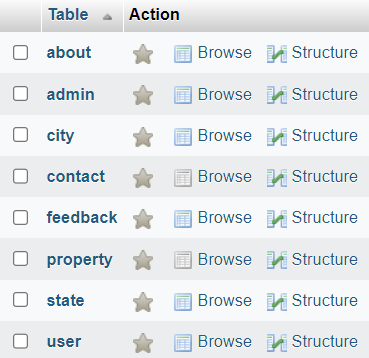 Table Action
about Browse Structure
admin Browse Structure
city Browse Structure
contact Browse Structure
feedback Browse Structure
property Browse Structure
state Browse Structure
user Browse Structure